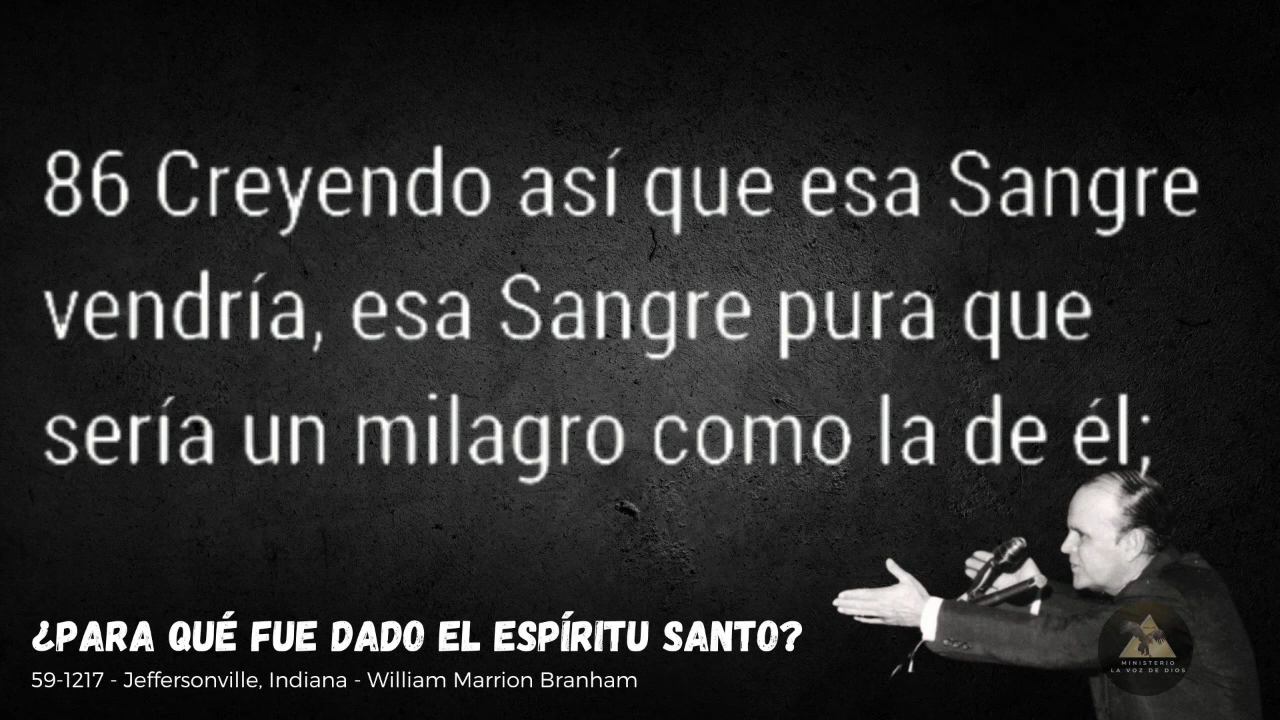 86 Creyendo así que esa Sangre
vendría, esa Sangre pura que
sería un milagro como la de él;
¿PARA QUÉ FUE DADO EL ESPÍRITU SANTO?
59-1217 - Jeffersonville, Indiana - William Marrion Branham
MINISTERIO
LA VOZ DE DIOS